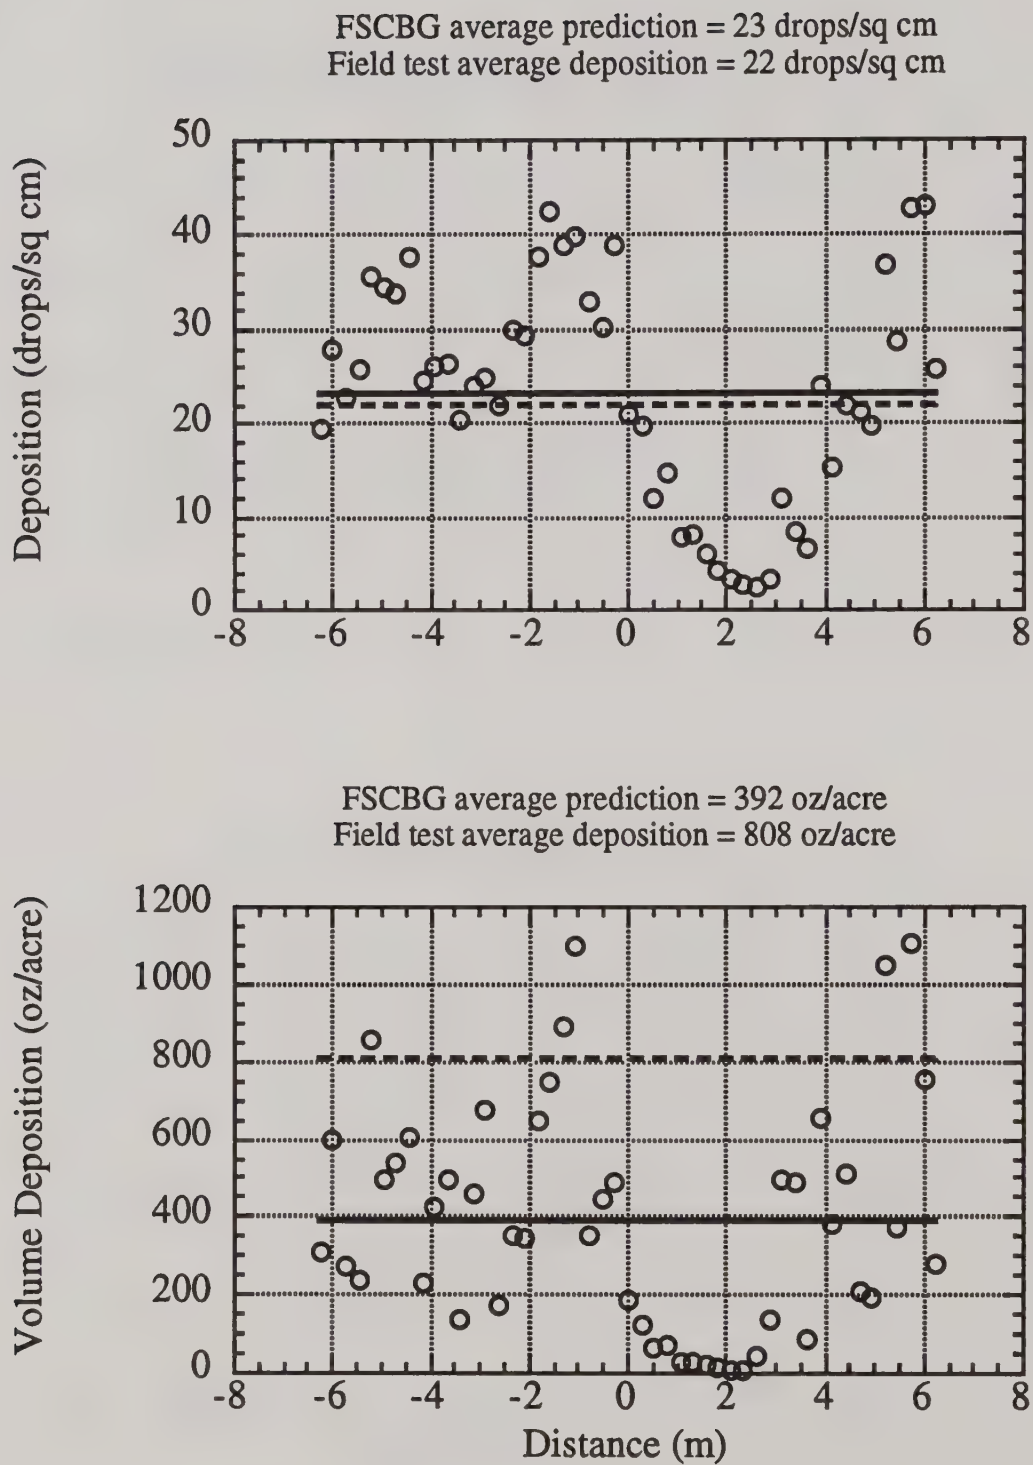 FSCBG average prediction = 23 drops/sq cm
Field test average deposition = 22 drops/sq cm
Deposition (drops/sq cm)
50
40
30
20
10
0
-8 -6 -4 -2 0 2 4 6 8
FSCBG average prediction = 392 oz/acre
Field test average deposition = 808 oz/acre
Volume Deposition (oz/acre)
1200
1000
800
600
400
200
0
-8 -6 -4 -2 0 2 4 6 8
Distance (m)